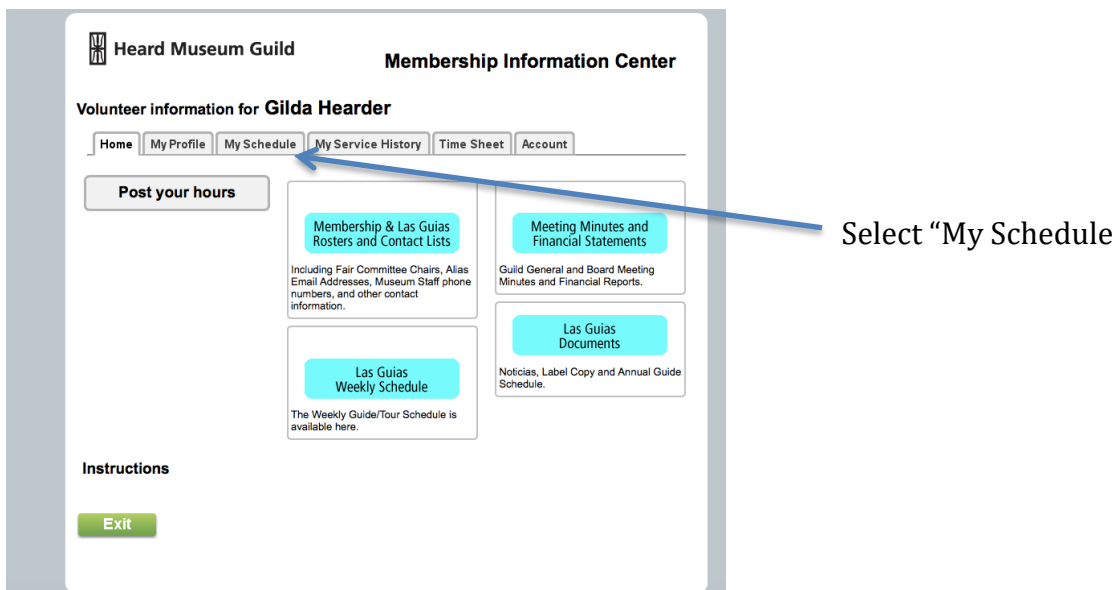 Heard Museum Guild
Membership Information Center
Volunteer information for Gilda Hearder
Home My Profile My Schedule My Service History Time Sheet Account
Post your hours
Membership & Las Guias
Rosters and Contact Lists
Including Fair Committee Chairs, Alias
Email Addresses, Museum Staff phone
numbers, and other contact
information.
Meeting Minutes and
Financial Statements
Guild General and Board Meeting
Minutes and Financial Reports.
Select “My Schedule
Las Guias
Weekly Schedule
The Weekly Guide/Tour Schedule is
available here.
Las Guias
Documents
Noticias, Label Copy and Annual Guide
Schedule.
Instructions
Exit